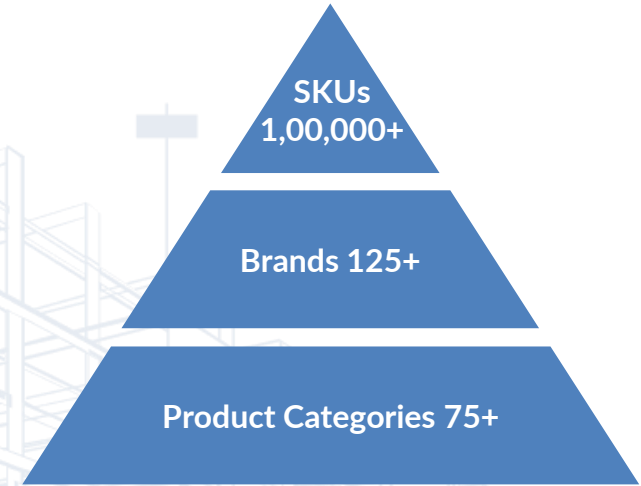 SKUs
1,00,000+
Brands 125+
Product Categories 75+